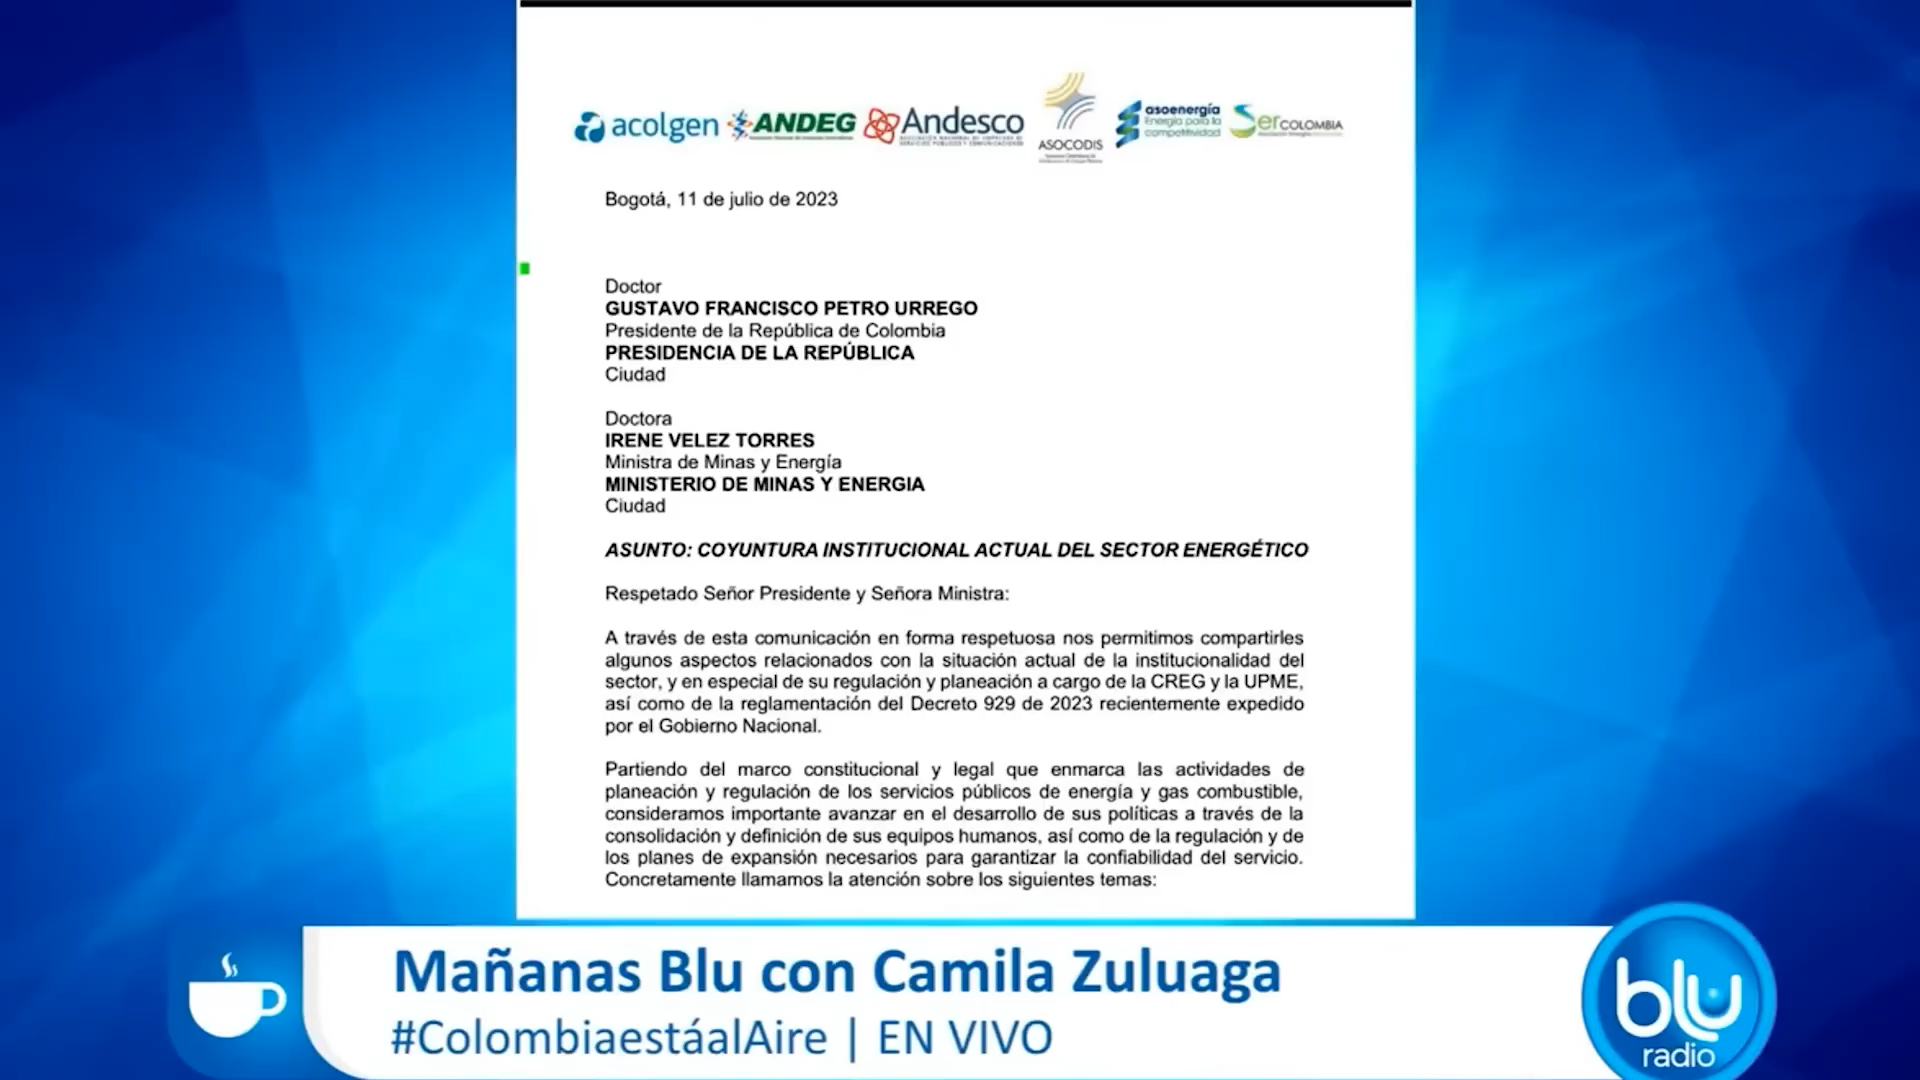 acolgen ANDEG Andesco ASOCODIS asoenergía SerCOLOMBIA
Energía para la
competitividad
Bogotá, 11 de julio de 2023
Doctor
GUSTAVO FRANCISCO PETRO URREGO
Presidente de la República de Colombia
PRESIDENCIA DE LA REPÚBLICA
Ciudad
Doctora
IRENE VELEZ TORRES
Ministra de Minas y Energía
MINISTERIO DE MINAS Y ENERGIA
Ciudad
ASUNTO: COYUNTURA INSTITUCIONAL ACTUAL DEL SECTOR ENERGÉTICO
Respetado Señor Presidente y Señora Ministra:
A través de esta comunicación en forma respetuosa nos permitimos compartirles
algunos aspectos relacionados con la situación actual de la institucionalidad del
sector, y en especial de su regulación y planeación a cargo de la CREG y la UPME,
así como de la reglamentación del Decreto 929 de 2023 recientemente expedido
por el Gobierno Nacional.
Partiendo del marco constitucional y legal que enmarca las actividades de
planeación y regulación de los servicios públicos de energía y gas combustible,
consideramos importante avanzar en el desarrollo de sus políticas a través de la
consolidación y definición de sus equipos humanos, así como de la regulación y de
los planes de expansión necesarios para garantizar la confiabilidad del servicio.
Concretamente llamamos la atención sobre los siguientes temas:
Mañanas Blu con Camila Zuluaga
#ColombiaestáalAire | EN VIVO
blu
radio